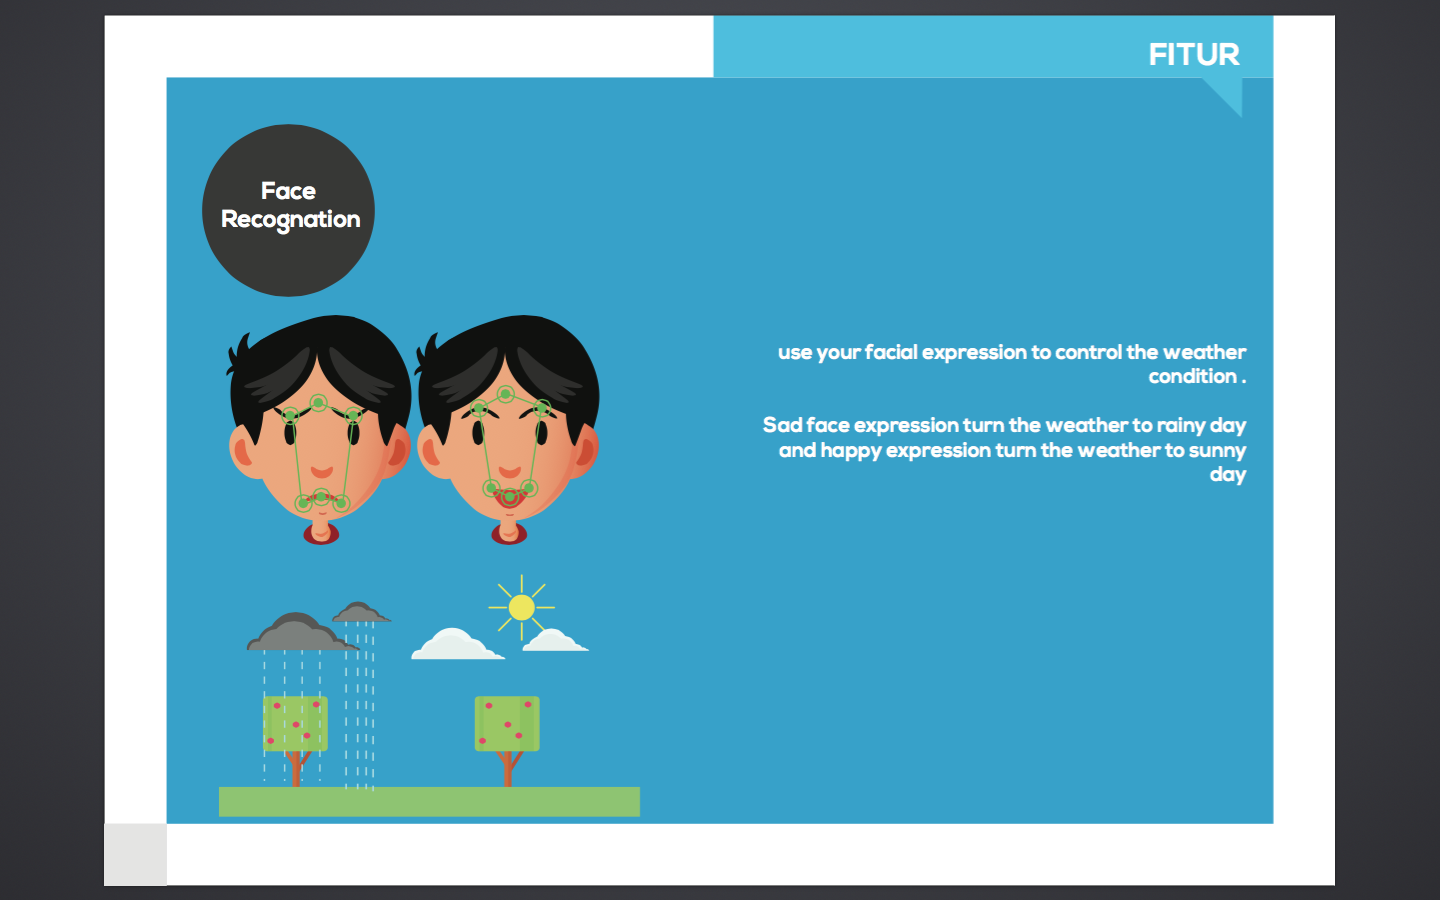 FITUR
Face
Recognation
use your facial expression to control the weather
condition .
Sad face expression turn the weather to rainy day
and happy expression turn the weather to sunny
day